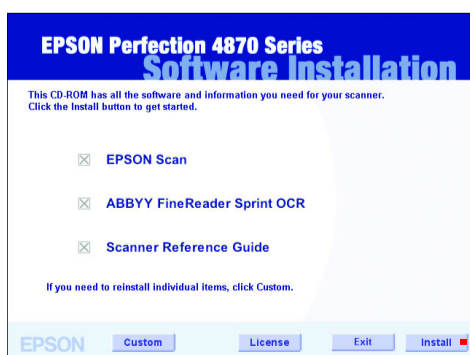 EPSON Perfection 4870 Series
Software Installation
This CD-ROM has all the software and information you need for your scanner.
Click the Install button to get started.
EPSON Scan
ABBYY FineReader Sprint OCR
Scanner Reference Guide
If you need to reinstall individual items, click Custom.
EPSON Custom License Exit Install